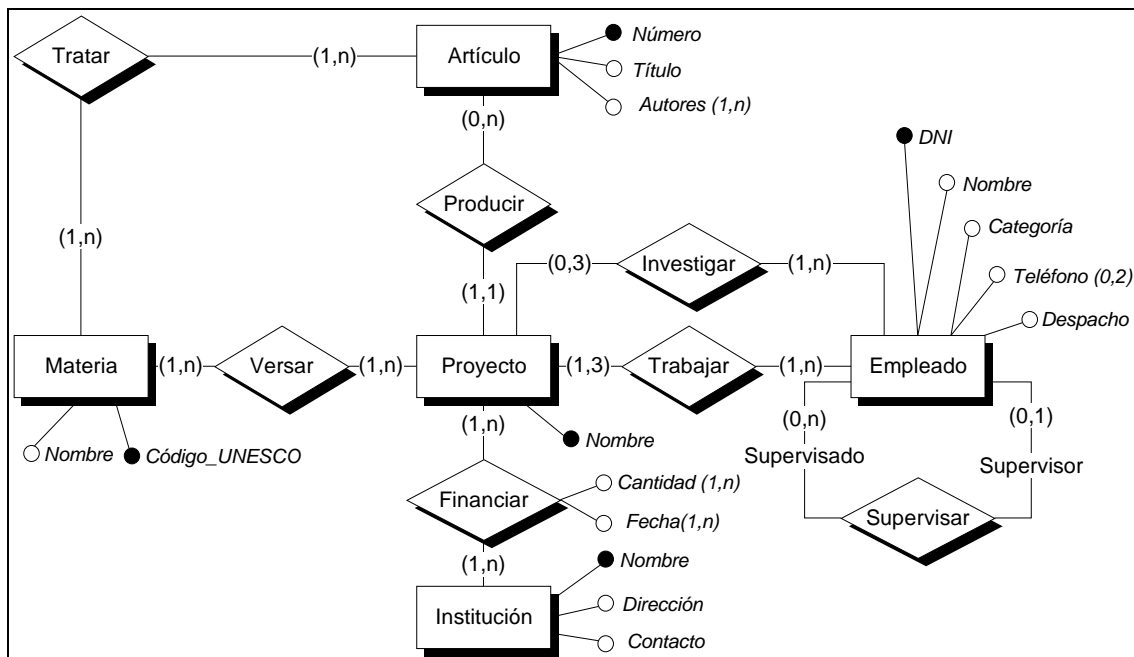 Tratar
(1,n)
Artículo
Número
Título
Autores (1,n)
(0,n)
DNI
Nombre
Categoría
Teléfono (0,2)
Despacho
Producir
(1,n)
(0,3)
Investigar
(1,n)
(1,1)
Materia
(1,n)
Versar
(1,n)
Proyecto
(1,3)
Trabajar
(1,n)
Empleado
Nombre
Código_UNESCO
(1,n)
Nombre
(0,n)
(0,1)
Supervisado
Supervisor
Financiar
Cantidad (1,n)
Fecha(1,n)
Supervisar
(1,n)
Institución
Nombre
Dirección
Contacto